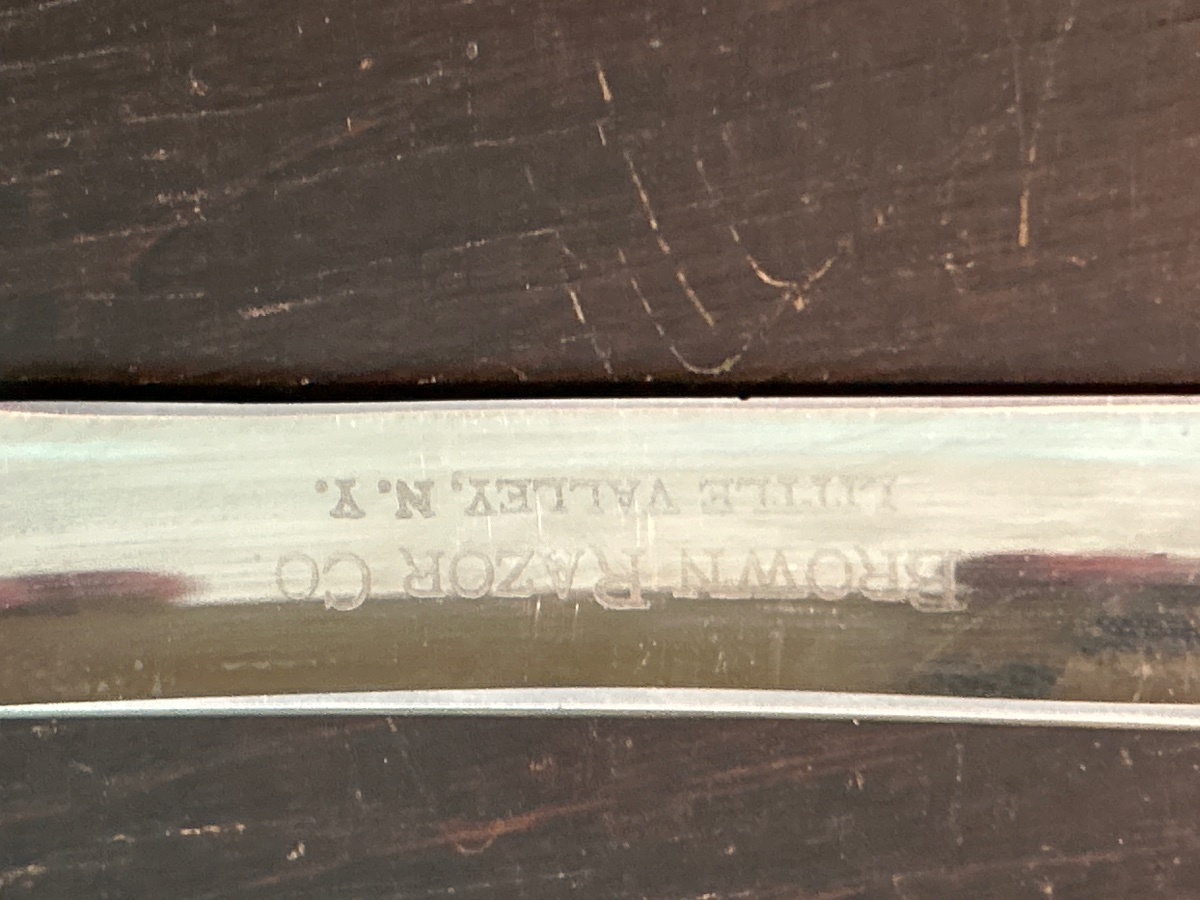 BROWN RAZOR CO.
LITTLE VALLEY, N.Y.